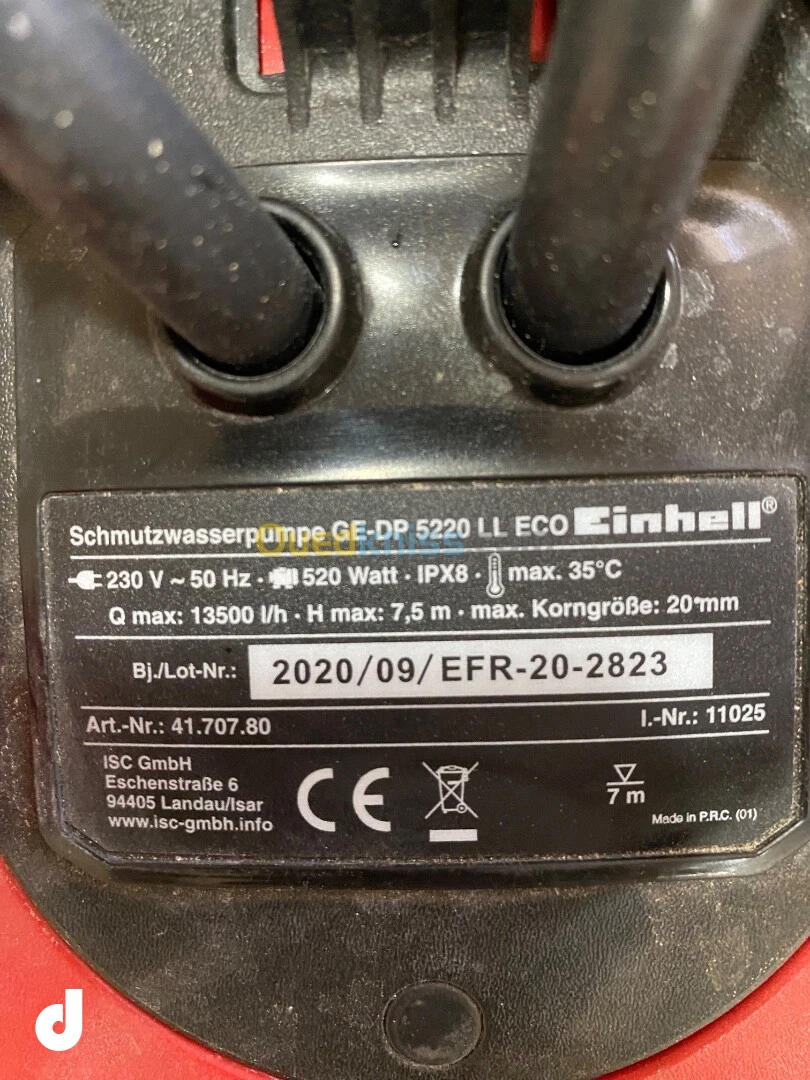 Schmutzwasserpumpe GE-DP 5220 LL ECO Einhell®
230 V ~ 50 Hz · 520 Watt · IPX8 · max. 35°C
Q max: 13500 l/h · H max: 7,5 m · max. Korngröße: 20 mm
Bj./Lot-Nr.: 2020/09/EFR-20-2823
Art.-Nr.: 41.707.80 I.-Nr.: 11025
ISC GmbH
Eschenstraße 6
94405 Landau/Isar
www.isc-gmbh.info
CE
7 m
Made in P.R.C. (01)
Ouedkniss
d